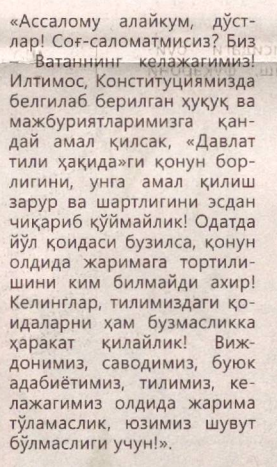 «Ассалому алайкум, дўст-
лар! Соғ-саломатмисиз? Биз
– Ватаннинг келажагимиз!
Илтимос, Конституциямизда
белгилаб берилган ҳуқуқ ва
мажбуриятларимизга қан-
дай амал қилсак, «Давлат
тили ҳақида»ги қонун бор-
лигини, унга амал қилиш
зарур ва шартлигини эсдан
чиқариб қўймайлик! Одатда
йўл қоидаси бузилса, қонун
олдида жаримага тортили-
шини ким билмайди ахир!
Келинглар, тилимиздаги қо-
идаларни ҳам бузмасликка
ҳаракат қилайлик! Виж-
донимиз, саводимиз, буюк
адабиётимиз, тилимиз, ке-
лажагимиз олдида жарима
тўламаслик, юзимиз шувут
бўлмаслиги учун!».